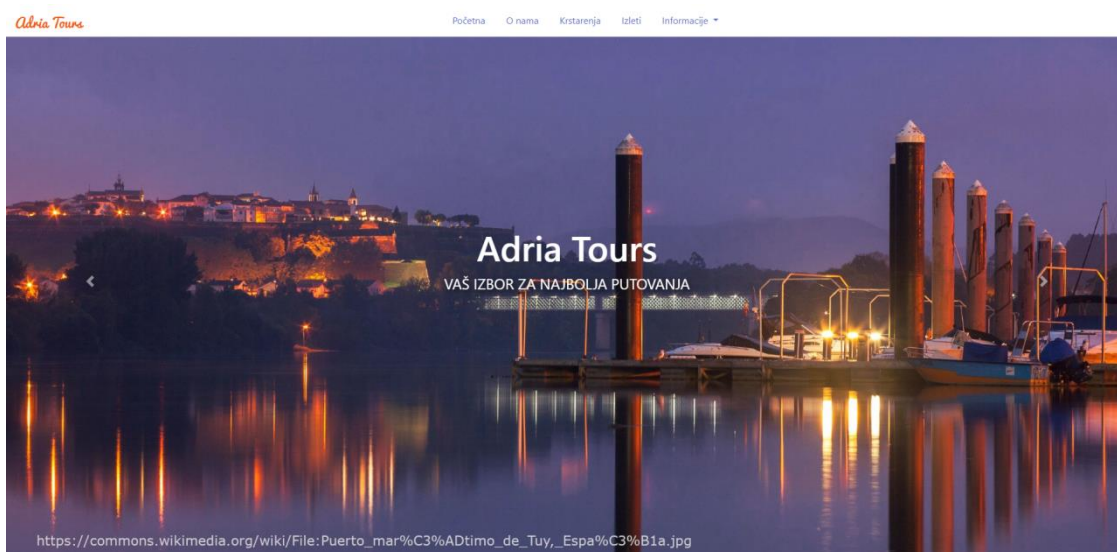 Adria Tours
Početna O nama Krstarenja Izleti Informacije
Adria Tours
VAŠ IZBOR ZA NAJBOLJA PUTOVANJA
https://commons.wikimedia.org/wiki/File:Puerto_mar%C3%ADtimo_de_Tuy,_Espa%C3%B1a.jpg